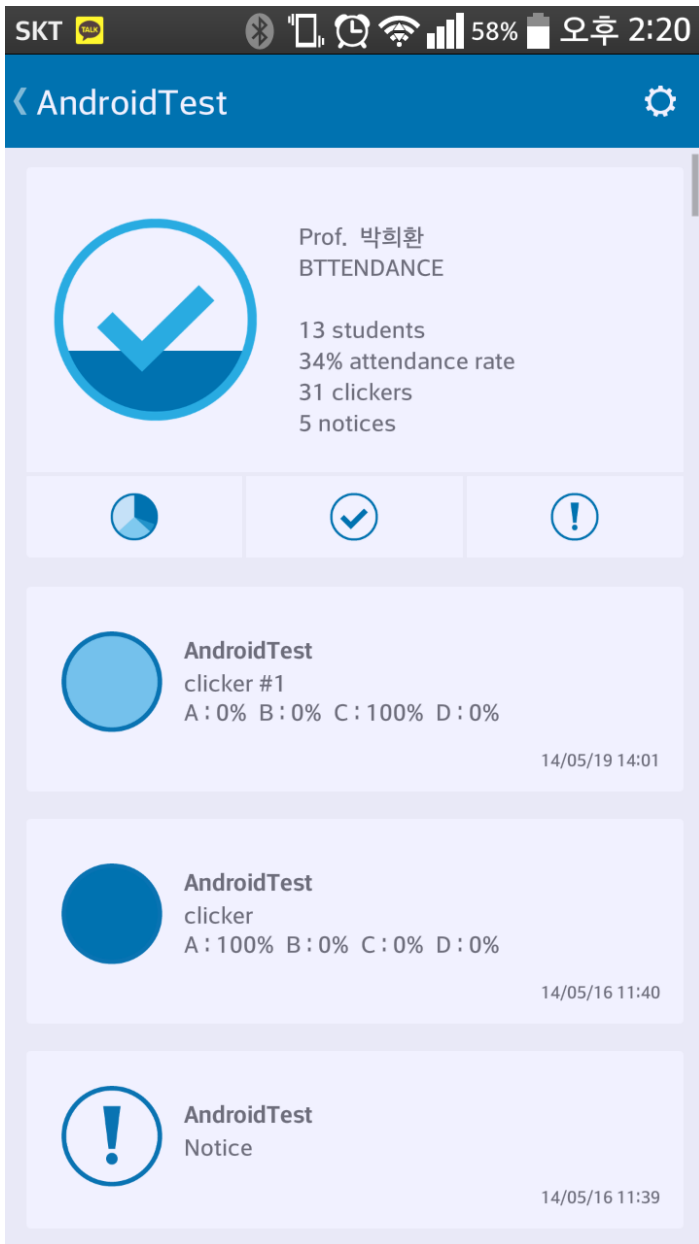 SKT TALK 58% 오후 2:20
AndroidTest
Prof. 박희환
BTTENDANCE
13 students
34% attendance rate
31 clickers
5 notices
AndroidTest
clicker #1
A : 0% B : 0% C : 100% D : 0%
14/05/19 14:01
AndroidTest
clicker
A : 100% B : 0% C : 0% D : 0%
14/05/16 11:40
AndroidTest
Notice
14/05/16 11:39